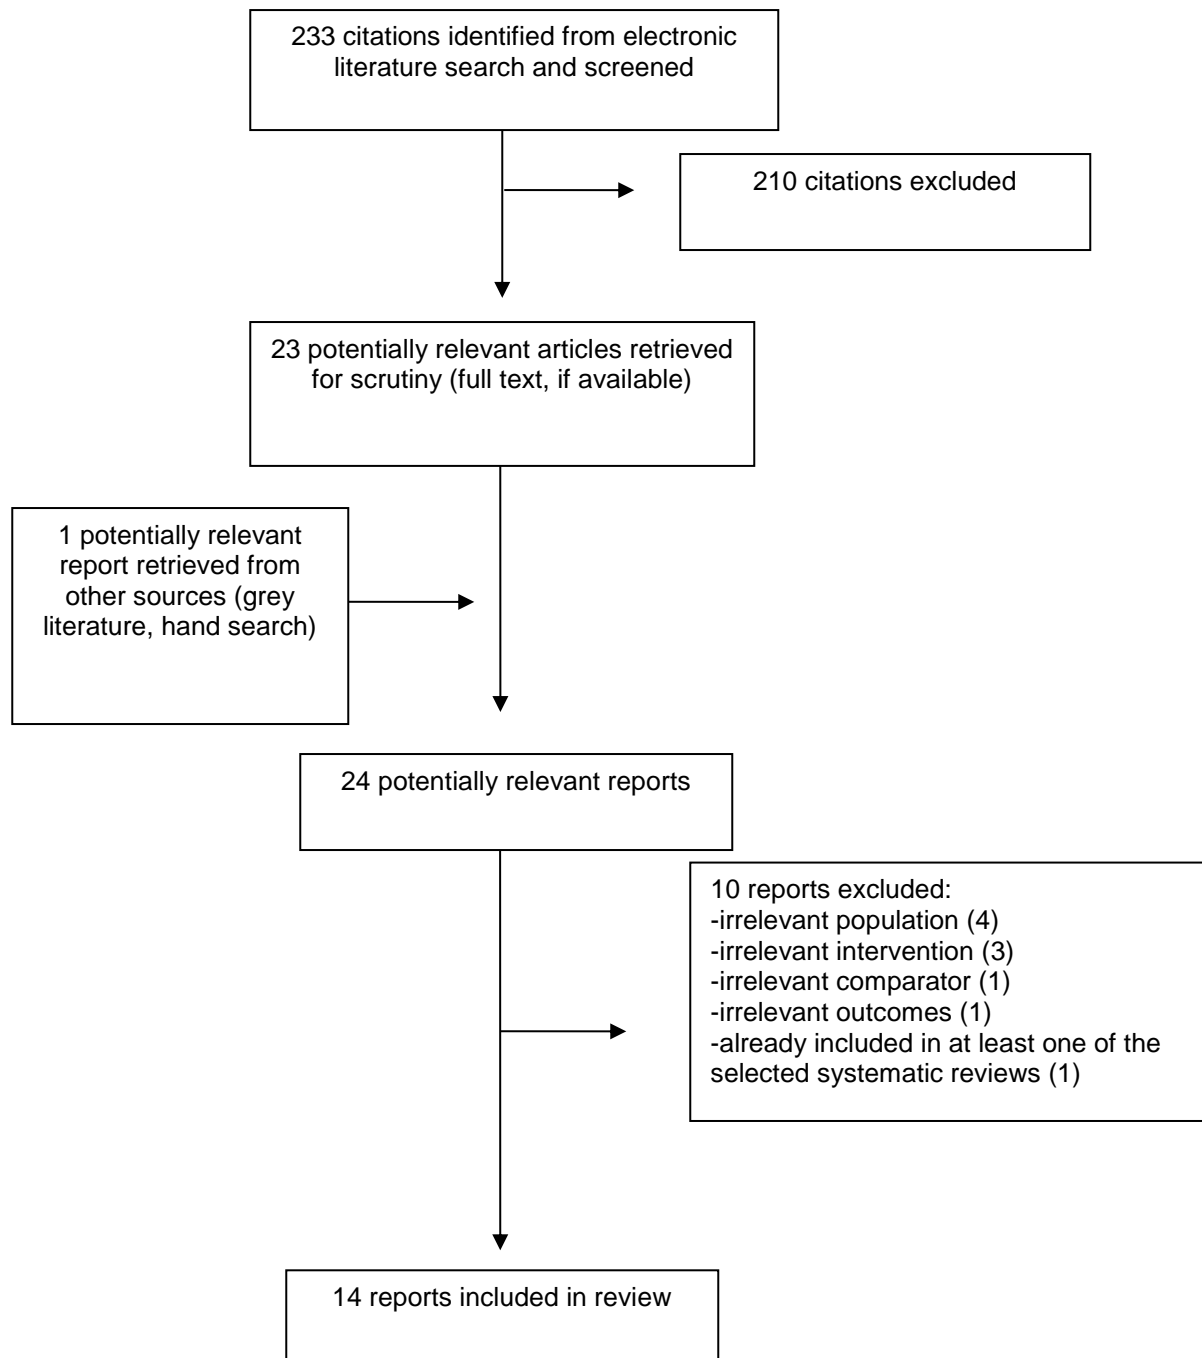 233 citations identified from electronic
literature search and screened
210 citations excluded
23 potentially relevant articles retrieved
for scrutiny (full text, if available)
1 potentially relevant
report retrieved from
other sources (grey
literature, hand search)
24 potentially relevant reports
10 reports excluded:
-irrelevant population (4)
-irrelevant intervention (3)
-irrelevant comparator (1)
-irrelevant outcomes (1)
-already included in at least one of the
selected systematic reviews (1)
14 reports included in review